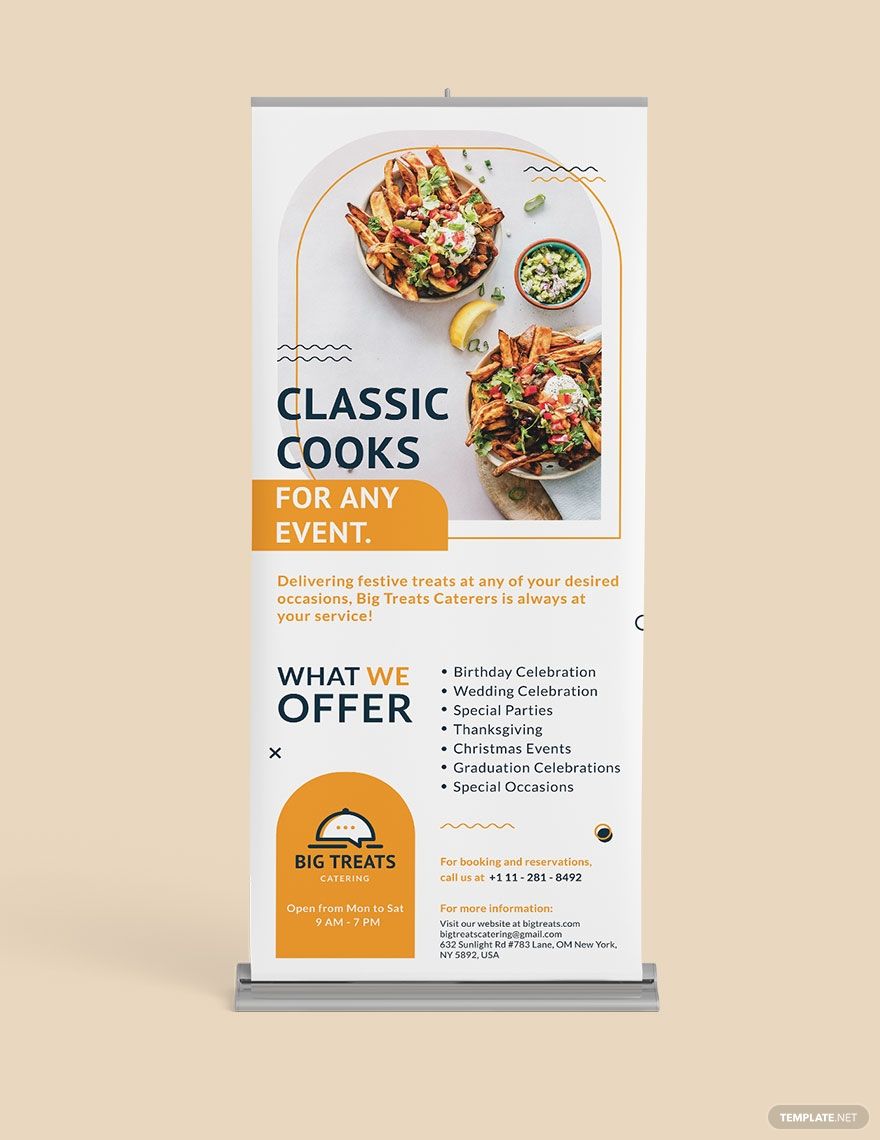 CLASSIC
COOKS
FOR ANY
EVENT.
Delivering festive treats at any of your desired
occasions, Big Treats Caterers is always at
your service!
WHAT WE
OFFER
• Birthday Celebration
• Wedding Celebration
• Special Parties
• Thanksgiving
• Christmas Events
• Graduation Celebrations
• Special Occasions
BIG TREATS
CATERING
Open from Mon to Sat
9 AM - 7 PM
For booking and reservations,
call us at +1 11 - 281 - 8492
For more information:
Visit our website at bigtreats.com
bigtreatscatering@gmail.com
632 Sunlight Rd #783 Lane, OM New York,
NY 5892, USA
TEMPLATE.NET